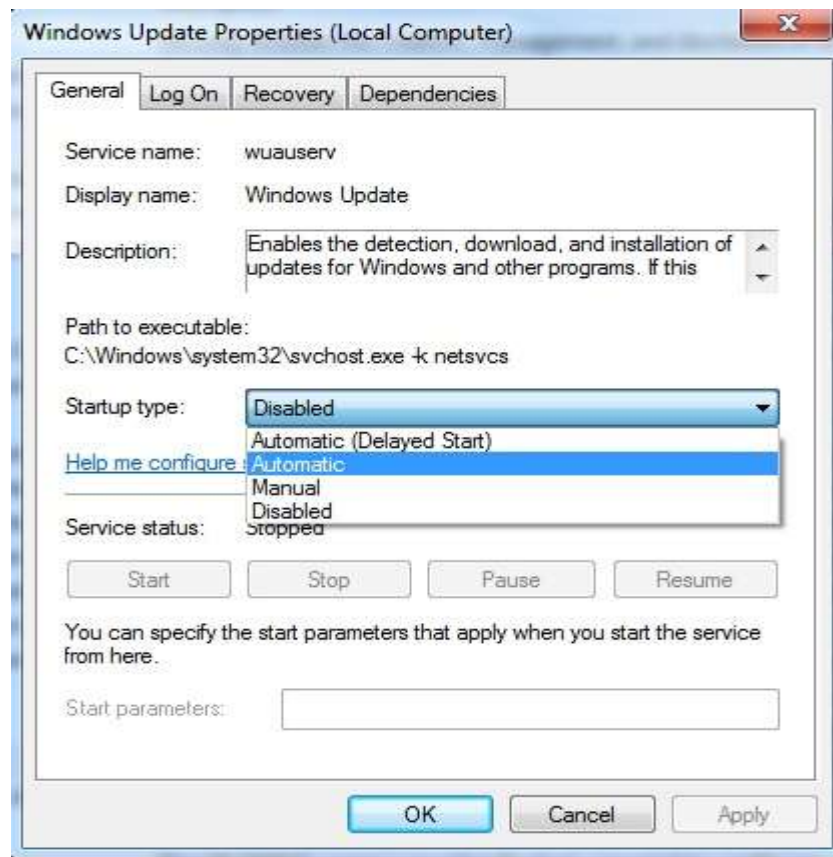 Windows Update Properties (Local Computer)
General Log On Recovery Dependencies
Service name: wuauserv
Display name: Windows Update
Description: Enables the detection, download, and installation of
updates for Windows and other programs. If this
Path to executable:
C:\Windows\system32\svchost.exe -k netsvcs
Startup type: Disabled
Automatic (Delayed Start)
Help me configure
Automatic
Manual
Disabled
Service status: Stopped
Start Stop Pause Resume
You can specify the start parameters that apply when you start the service
from here.
Start parameters:
OK Cancel Apply